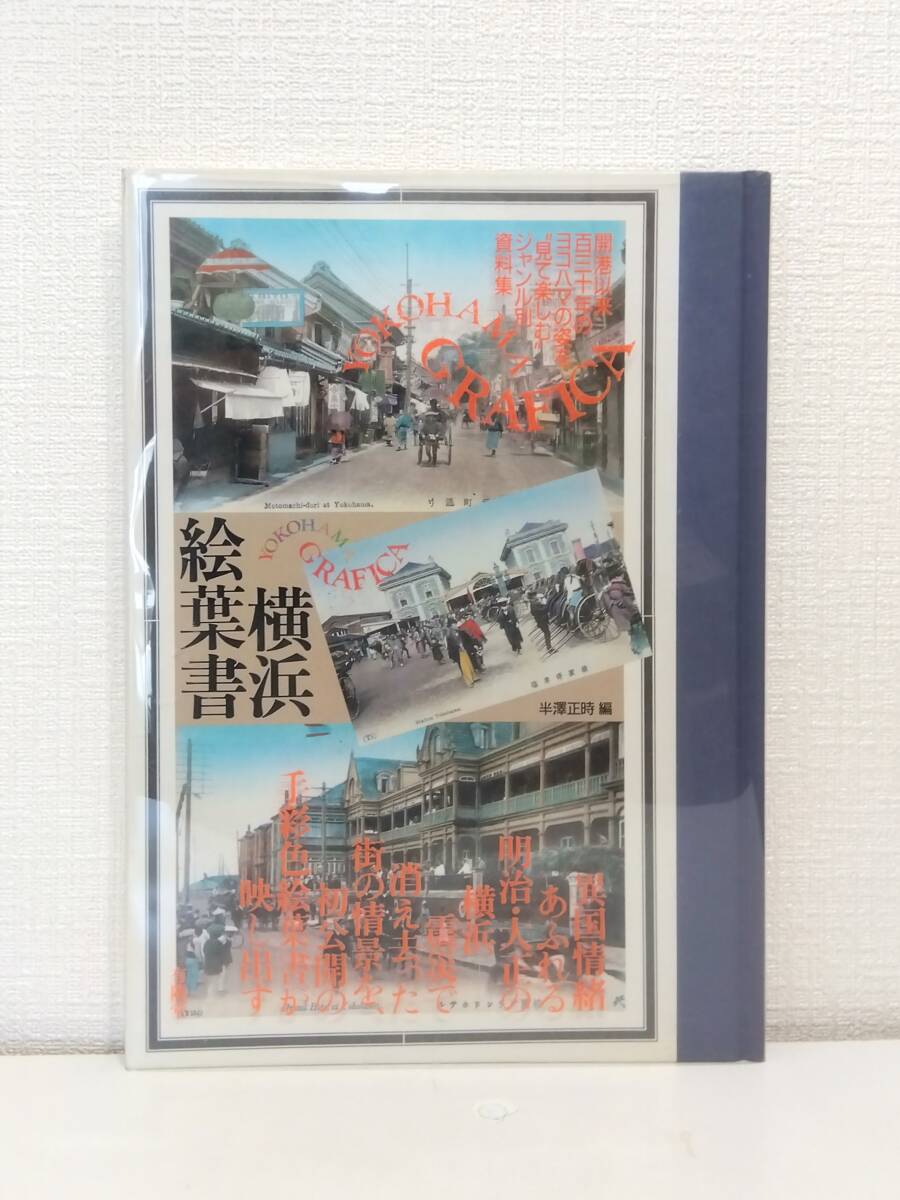 開港以来
百三十年の
ヨコハマの姿を
"見て楽しむ"
ジャンル別
資料集
YOKOHAMA
GRAFICA
Motomachi-dori at Yokohama.
YOKOHAMA
GRAFICA
横浜
絵葉書
半澤正時 編
異国情緒
あふれる
明治・大正の
横浜
震災で
消え去った
街の情景を、
初公開の
手彩色絵葉書が
映し出す